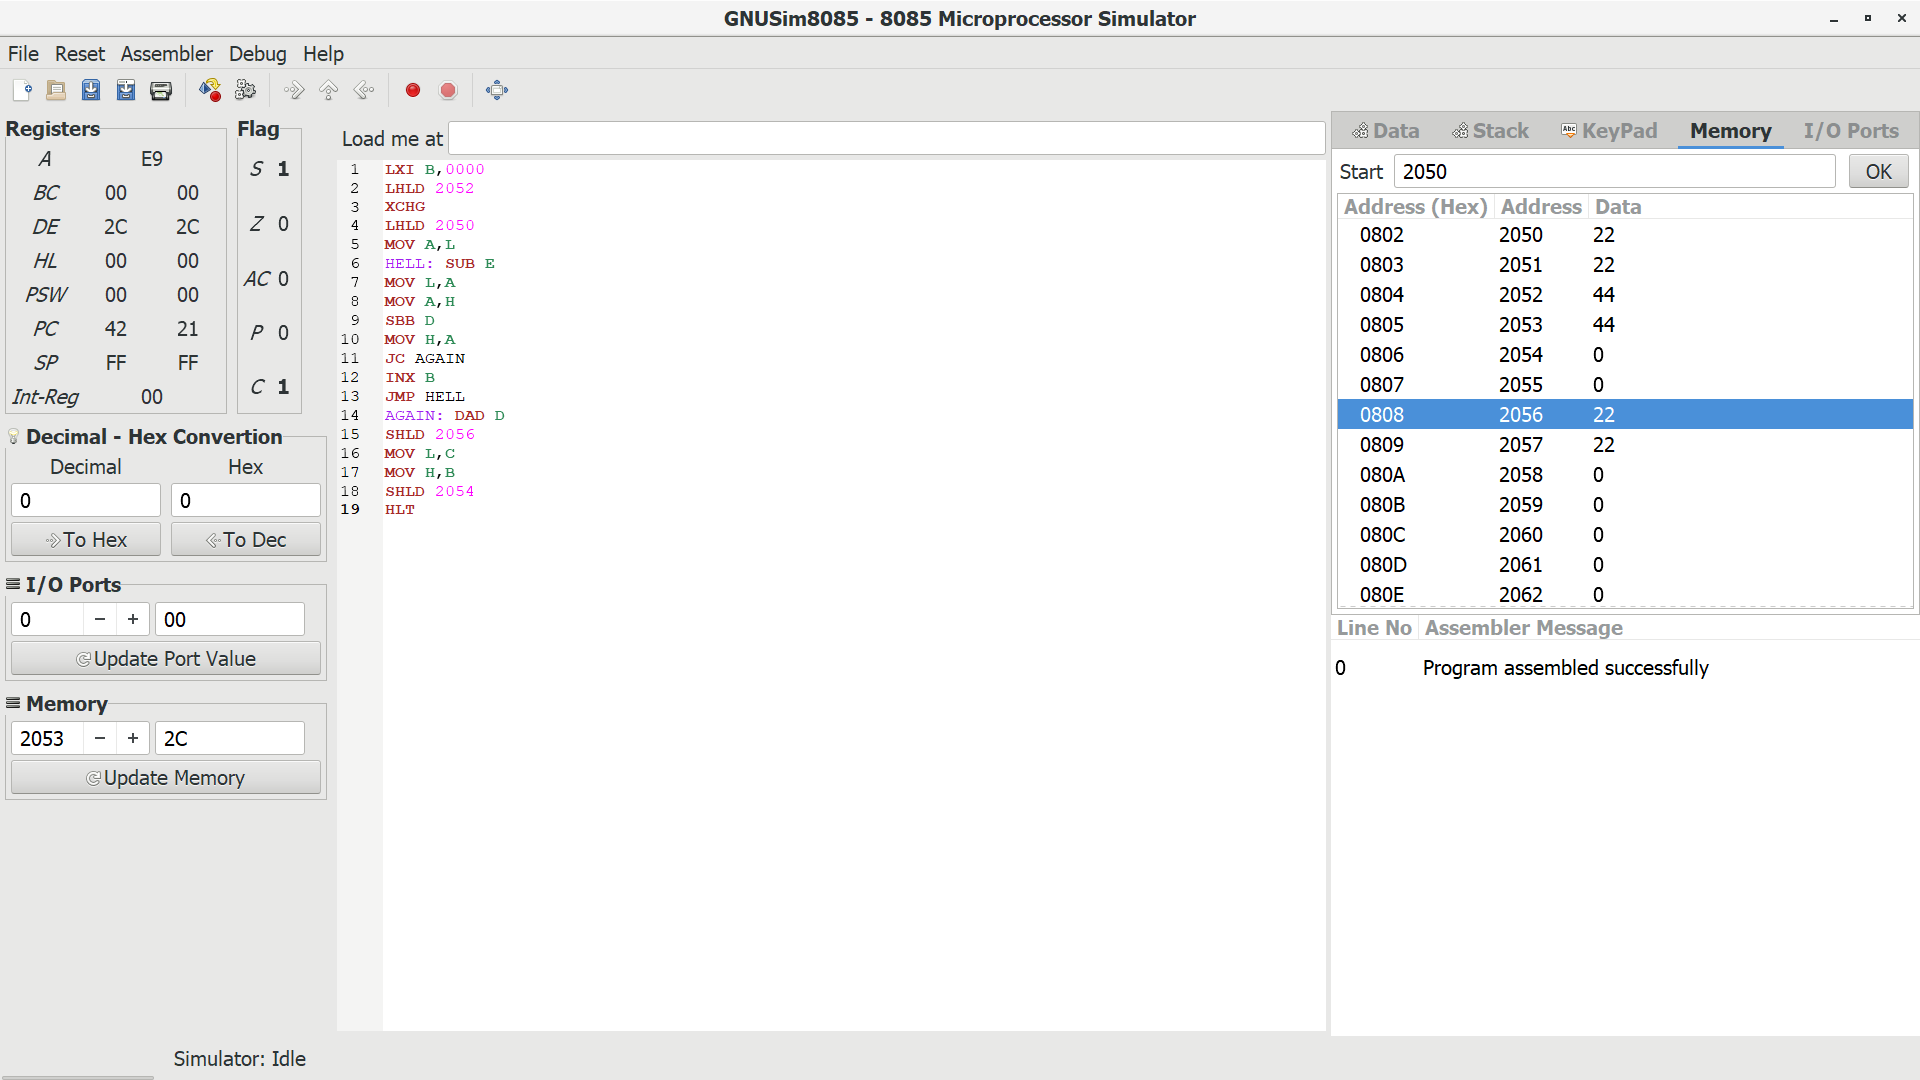 GNUSim8085 - 8085 Microprocessor Simulator
File Reset Assembler Debug Help
Registers
A E9
BC 00 00
DE 2C 2C
HL 00 00
PSW 00 00
PC 42 21
SP FF FF
Int-Reg 00
Flag
S 1
Z 0
AC 0
P 0
C 1
Decimal - Hex Convertion
Decimal Hex
0 0
To Hex To Dec
I/O Ports
0 − + 00
Update Port Value
Memory
2053 − + 2C
Update Memory
Load me at
1 LXI B,0000
2 LHLD 2052
3 XCHG
4 LHLD 2050
5 MOV A,L
6 HELL: SUB E
7 MOV L,A
8 MOV A,H
9 SBB D
10 MOV H,A
11 JC AGAIN
12 INX B
13 JMP HELL
14 AGAIN: DAD D
15 SHLD 2056
16 MOV L,C
17 MOV H,B
18 SHLD 2054
19 HLT
Data Stack Abc KeyPad Memory I/O Ports
Start 2050 OK
Address (Hex) Address Data
0802 2050 22
0803 2051 22
0804 2052 44
0805 2053 44
0806 2054 0
0807 2055 0
0808 2056 22
0809 2057 22
080A 2058 0
080B 2059 0
080C 2060 0
080D 2061 0
080E 2062 0
Line No Assembler Message
0 Program assembled successfully
Simulator: Idle